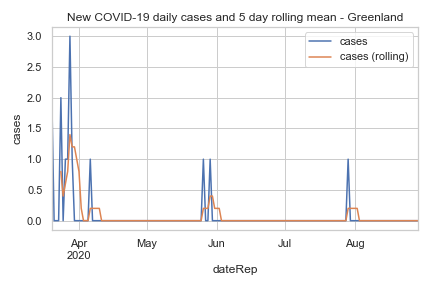 New COVID-19 daily cases and 5 day rolling mean - Greenland
cases
cases (rolling)
3.0
2.5
2.0
1.5
1.0
0.5
0.0
cases
Apr
2020
May
Jun
Jul
Aug
dateRep